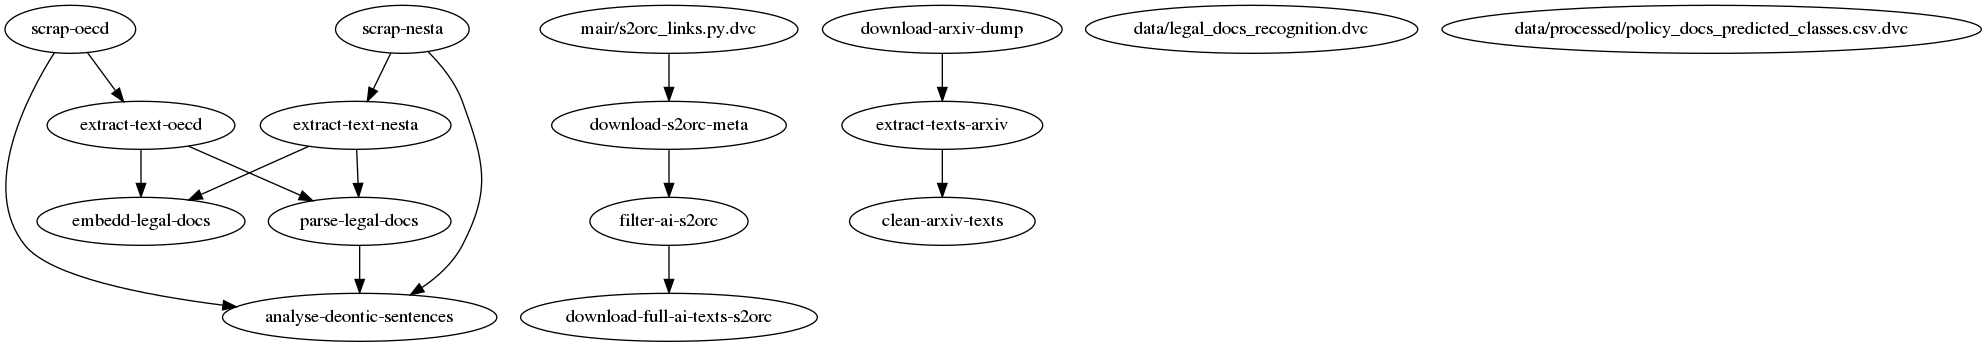 scrap-oecd
scrap-nesta
mair/s2orc_links.py.dvc
download-arxiv-dump
data/legal_docs_recognition.dvc
data/processed/policy_docs_predicted_classes.csv.dvc
extract-text-oecd
extract-text-nesta
download-s2orc-meta
extract-texts-arxiv
embedd-legal-docs
parse-legal-docs
filter-ai-s2orc
clean-arxiv-texts
analyse-deontic-sentences
download-full-ai-texts-s2orc